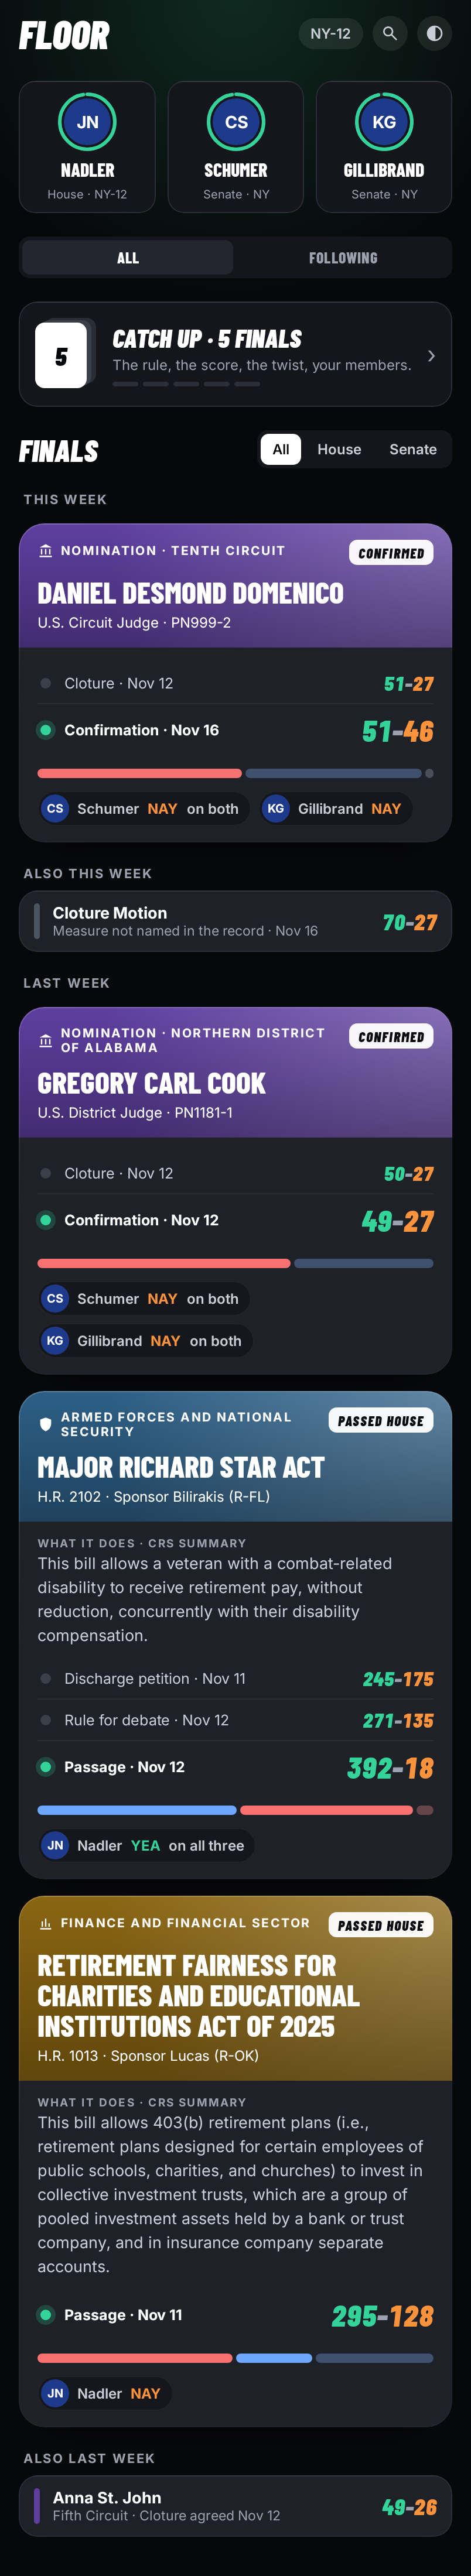 FLOOR
NY-12
JN
CS
KG
NADLER
SCHUMER
GILLIBRAND
House · NY-12
Senate · NY
Senate · NY
ALL
FOLLOWING
5
CATCH UP · 5 FINALS
The rule, the score, the twist, your members.
FINALS
All
House
Senate
THIS WEEK
NOMINATION · TENTH CIRCUIT
CONFIRMED
DANIEL DESMOND DOMENICO
U.S. Circuit Judge · PN999-2
Cloture · Nov 12
51-27
Confirmation · Nov 16
51-46
CS Schumer NAY on both
KG Gillibrand NAY
ALSO THIS WEEK
Cloture Motion
Measure not named in the record · Nov 16
70-27
LAST WEEK
NOMINATION · NORTHERN DISTRICT
OF ALABAMA
CONFIRMED
GREGORY CARL COOK
U.S. District Judge · PN1181-1
Cloture · Nov 12
50-27
Confirmation · Nov 12
49-27
CS Schumer NAY on both
KG Gillibrand NAY on both
ARMED FORCES AND NATIONAL
SECURITY
PASSED HOUSE
MAJOR RICHARD STAR ACT
H.R. 2102 · Sponsor Bilirakis (R-FL)
WHAT IT DOES · CRS SUMMARY
This bill allows a veteran with a combat-related
disability to receive retirement pay, without
reduction, concurrently with their disability
compensation.
Discharge petition · Nov 11
245-175
Rule for debate · Nov 12
271-135
Passage · Nov 12
392-18
JN Nadler YEA on all three
FINANCE AND FINANCIAL SECTOR
PASSED HOUSE
RETIREMENT FAIRNESS FOR
CHARITIES AND EDUCATIONAL
INSTITUTIONS ACT OF 2025
H.R. 1013 · Sponsor Lucas (R-OK)
WHAT IT DOES · CRS SUMMARY
This bill allows 403(b) retirement plans (i.e.,
retirement plans designed for certain employees of
public schools, charities, and churches) to invest in
collective investment trusts, which are a group of
pooled investment assets held by a bank or trust
company, and in insurance company separate
accounts.
Passage · Nov 11
295-128
JN Nadler NAY
ALSO LAST WEEK
Anna St. John
Fifth Circuit · Cloture agreed Nov 12
49-26